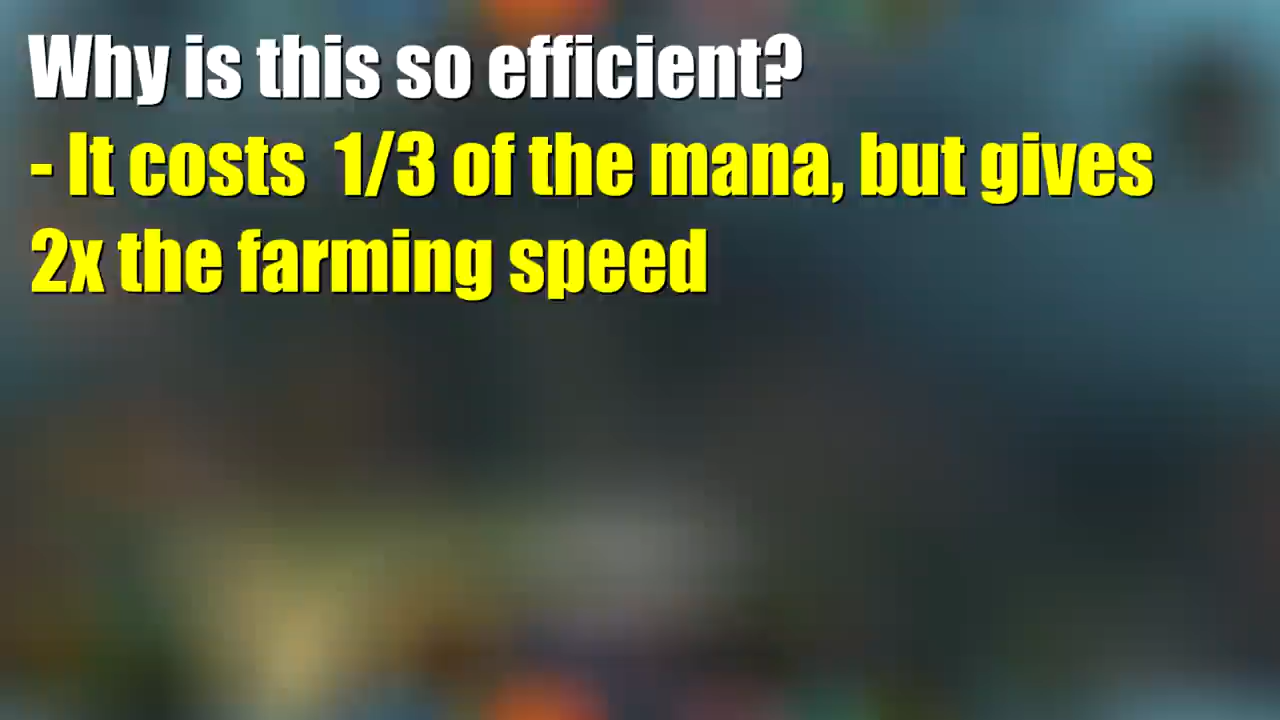 Why is this so efficient?
- It costs  1/3 of the mana, but gives
2x the farming speed